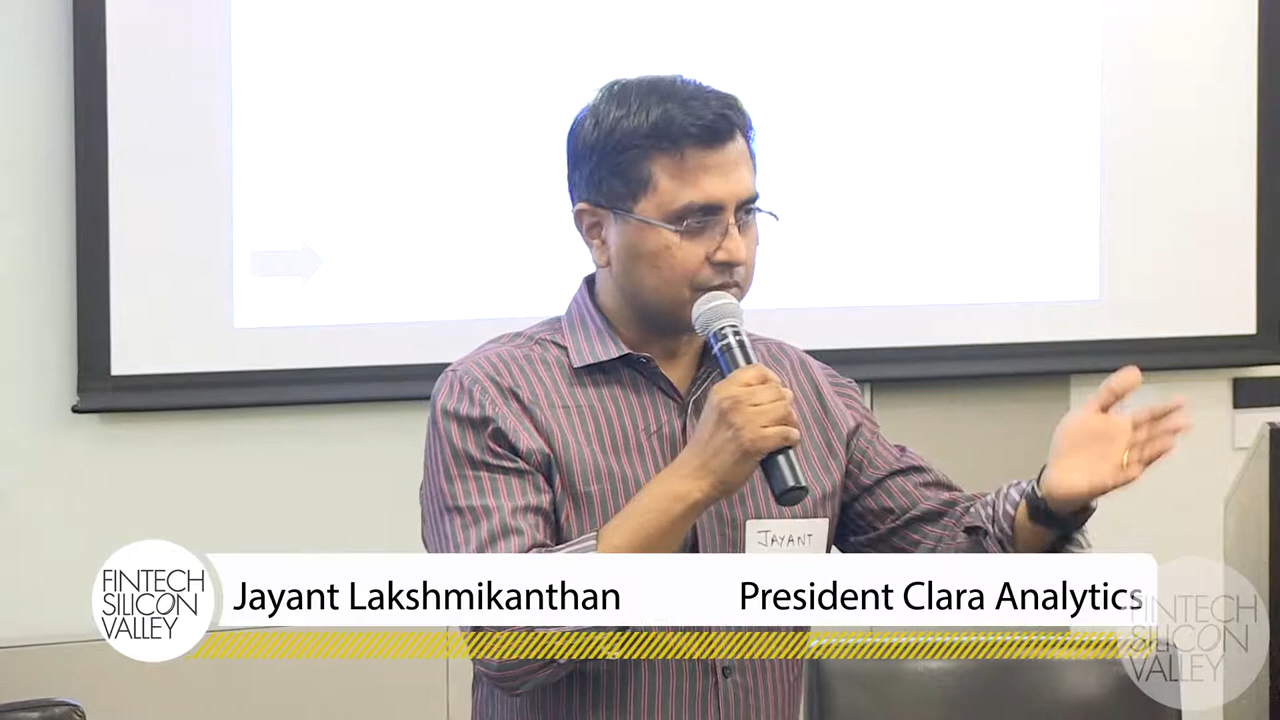 JAYANT
FINTECH
SILICON
VALLEY
Jayant Lakshmikanthan
President Clara Analytics
FINTECH
SILICON
VALLEY